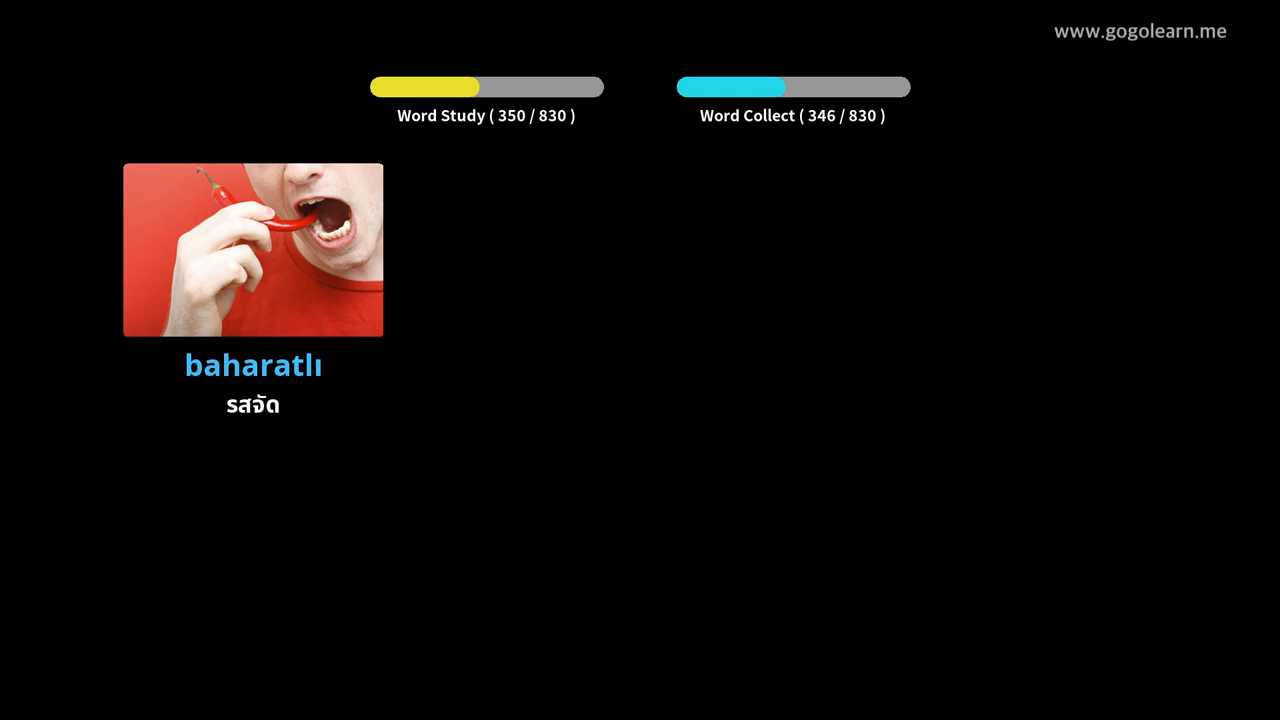 www.gogolearn.me
Word Study ( 350 / 830 )
Word Collect ( 346 / 830 )
baharatlı
รสจัด